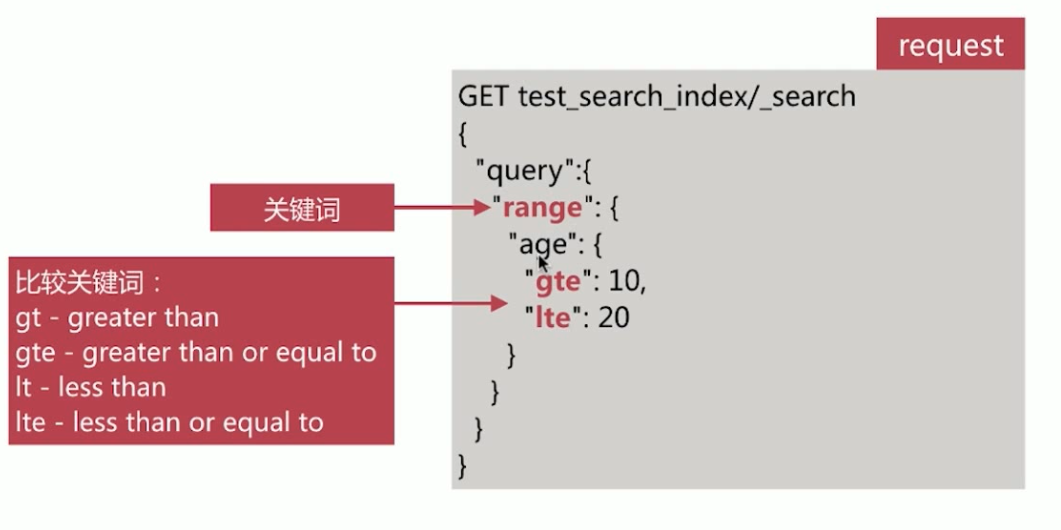 request
GET test_search_index/_search
{
"query":{
关键词
"range": {
"age": {
"gte": 10,
"lte": 20
}
}
}
}
比较关键词：
gt - greater than
gte - greater than or equal to
lt - less than
lte - less than or equal to